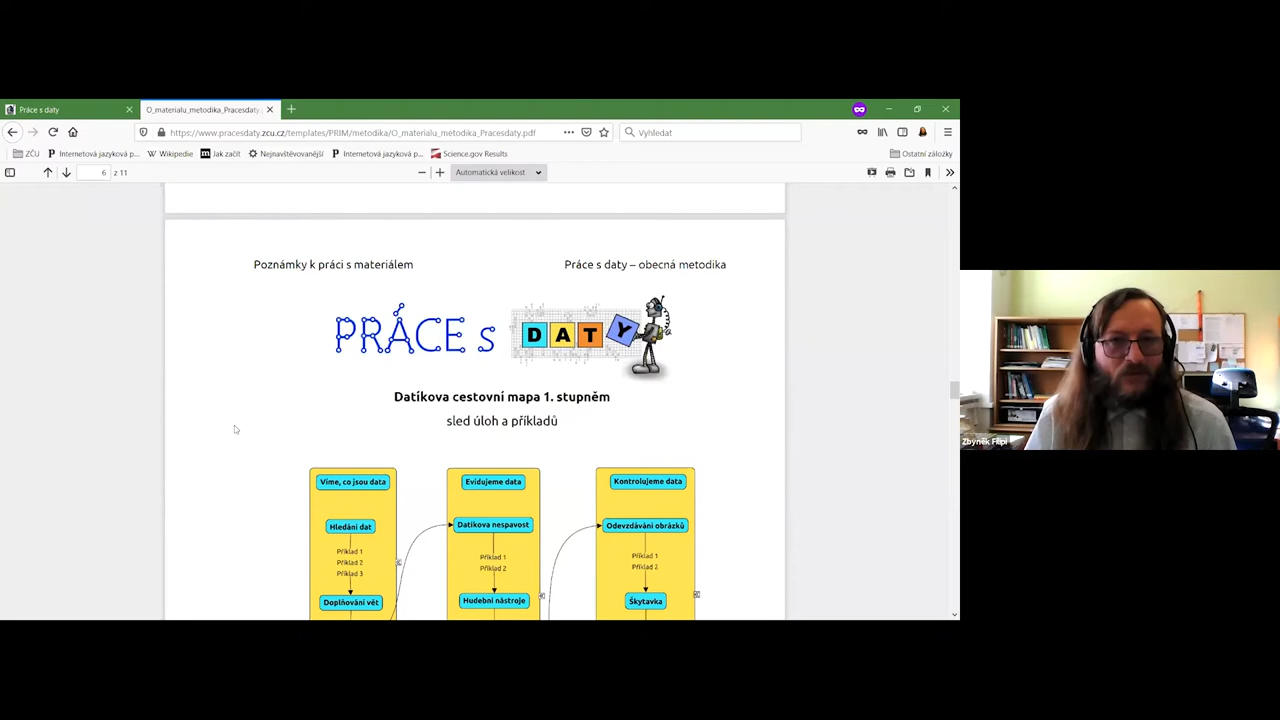 Práce s daty
O_materialu_metodika_Pracesdaty.p
https://www.pracesdaty.zcu.cz/templates/PRIM/metodika/O_materialu_metodika_Pracesdaty.pdf
Vyhledat
ZČU
Internetová jazyková p...
Wikipedie
Jak začít
Nejnavštěvovanější
Internetová jazyková p...
Science.gov Results
Ostatní záložky
6 z 11
Automatická velikost
Poznámky k práci s materiálem
Práce s daty – obecná metodika
PRÁCE s DATY
Datíkova cestovní mapa 1. stupněm
sled úloh a příkladů
Víme, co jsou data
Evidujeme data
Kontrolujeme data
Hledání dat
Datíkova nespavost
Odevzdávání obrázků
Příklad 1
Příklad 2
Příklad 3
Příklad 1
Příklad 2
Příklad 1
Příklad 2
Doplňování vět
Hudební nástroje
Škytavka
Zbyněk Filipi